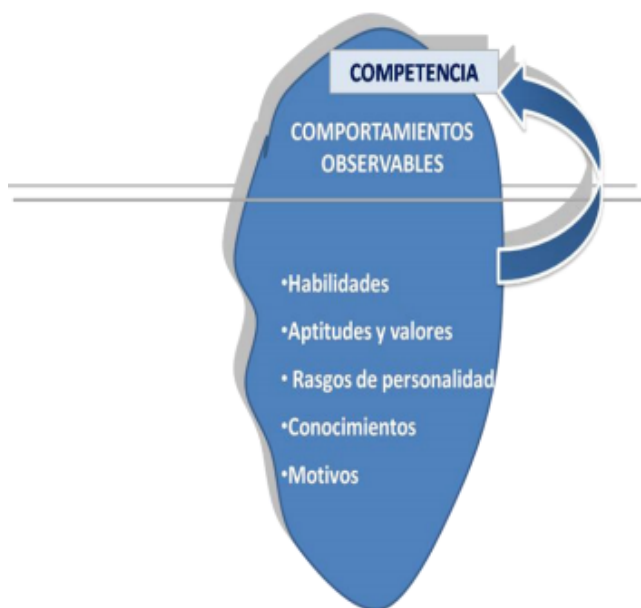 COMPETENCIA
COMPORTAMIENTOS
OBSERVABLES
•Habilidades
•Aptitudes y valores
• Rasgos de personalidad
•Conocimientos
•Motivos